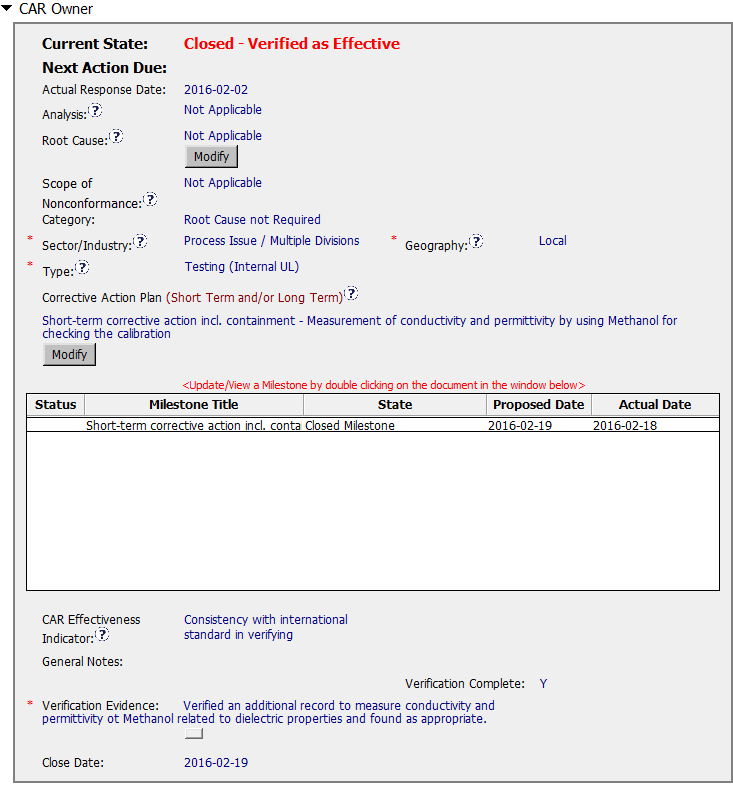 CAR Owner
Current State: Closed - Verified as Effective
Next Action Due:
Actual Response Date: 2016-02-02
Analysis:? Not Applicable
Root Cause:? Not Applicable
Modify
Scope of Nonconformance:? Not Applicable
Category: Root Cause not Required
* Sector/Industry:? Process Issue / Multiple Divisions * Geography:? Local
* Type:? Testing (Internal UL)
Corrective Action Plan (Short Term and/or Long Term)?
Short-term corrective action incl. containment - Measurement of conductivity and permittivity by using Methanol for
checking the calibration
Modify
<Update/View a Milestone by double clicking on the document in the window below>
Status Milestone Title State Proposed Date Actual Date
Short-term corrective action incl. conta Closed Milestone 2016-02-19 2016-02-18
CAR Effectiveness Consistency with international
Indicator:? standard in verifying
General Notes:
Verification Complete: Y
* Verification Evidence: Verified an additional record to measure conductivity and
permittivity ot Methanol related to dielectric properties and found as appropriate.
Close Date: 2016-02-19